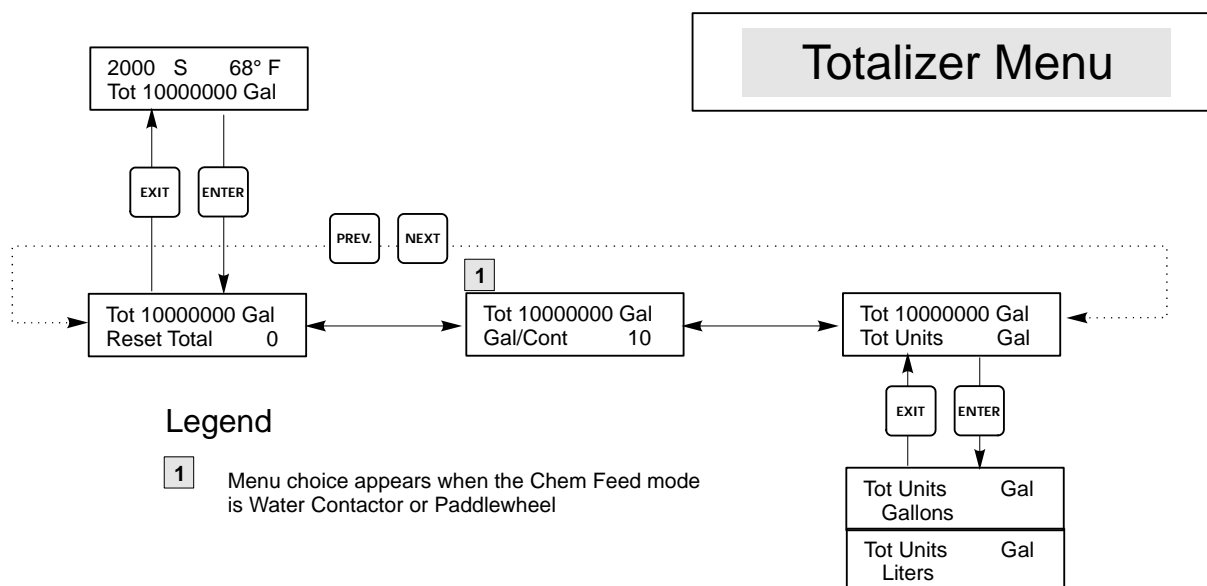 Totalizer Menu
2000 S 68° F
Tot 10000000 Gal
EXIT
ENTER
PREV.
NEXT
1
Tot 10000000 Gal
Reset Total 0
Tot 10000000 Gal
Gal/Cont 10
Tot 10000000 Gal
Tot Units Gal
EXIT
ENTER
Legend
1
Menu choice appears when the Chem Feed mode
is Water Contactor or Paddlewheel
Tot Units Gal
Gallons
Tot Units Gal
Liters